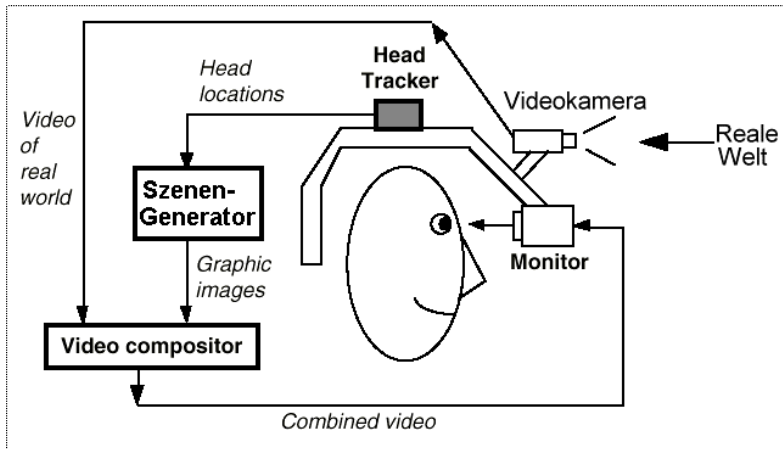 Head
Tracker
Head
locations
Videokamera
Video
of
real
world
Reale
Welt
Szenen-
Generator
Monitor
Graphic
images
Video compositor
Combined video